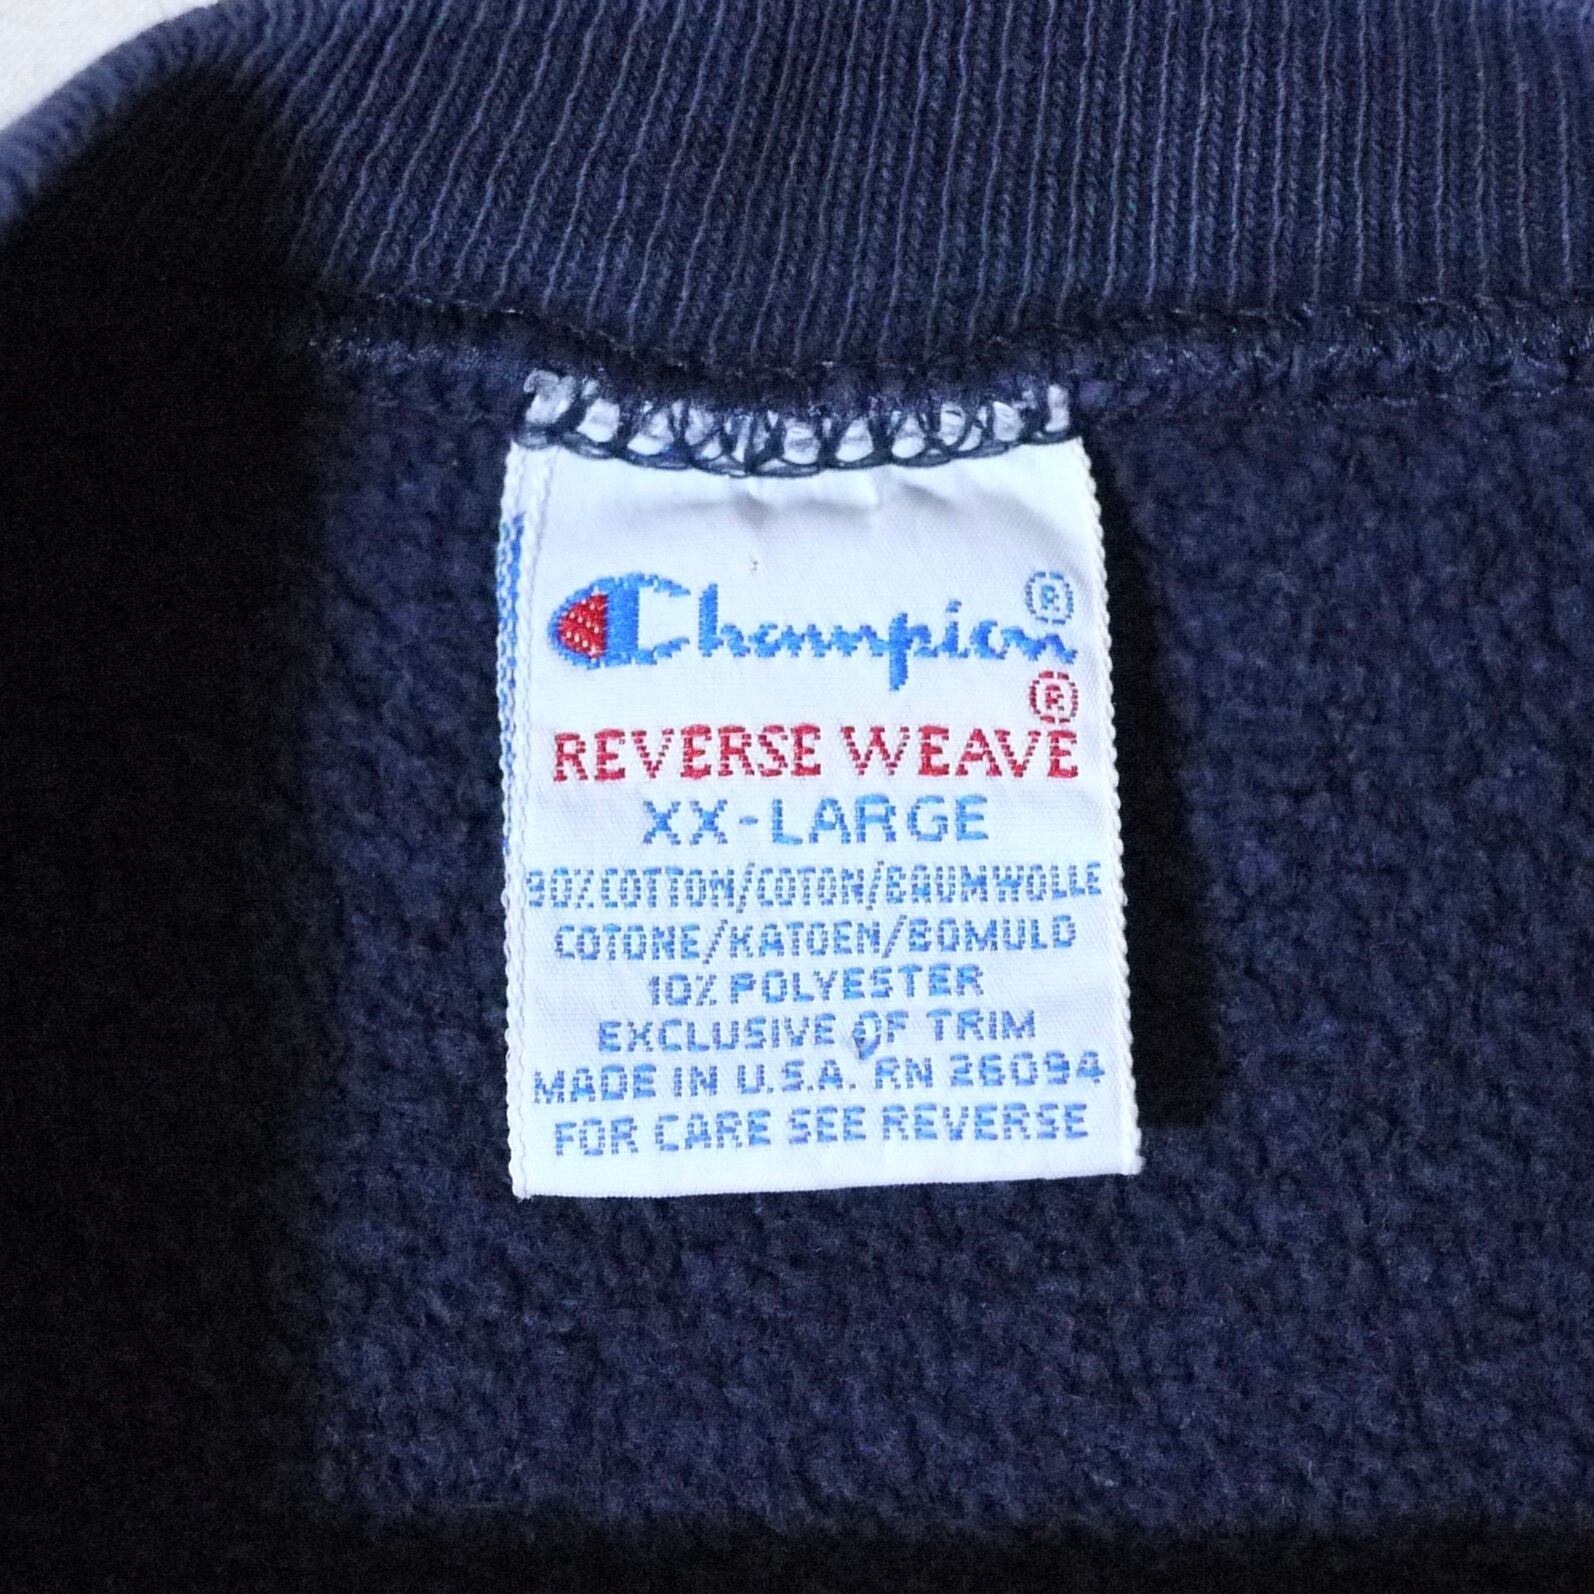 Champion®
®
REVERSE WEAVE
XX-LARGE
90% COTTON/COTON/BAUMWOLLE
COTONE/KATOEN/BOMULD
10% POLYESTER
EXCLUSIVE OF TRIM
MADE IN U.S.A. RN 26094
FOR CARE SEE REVERSE